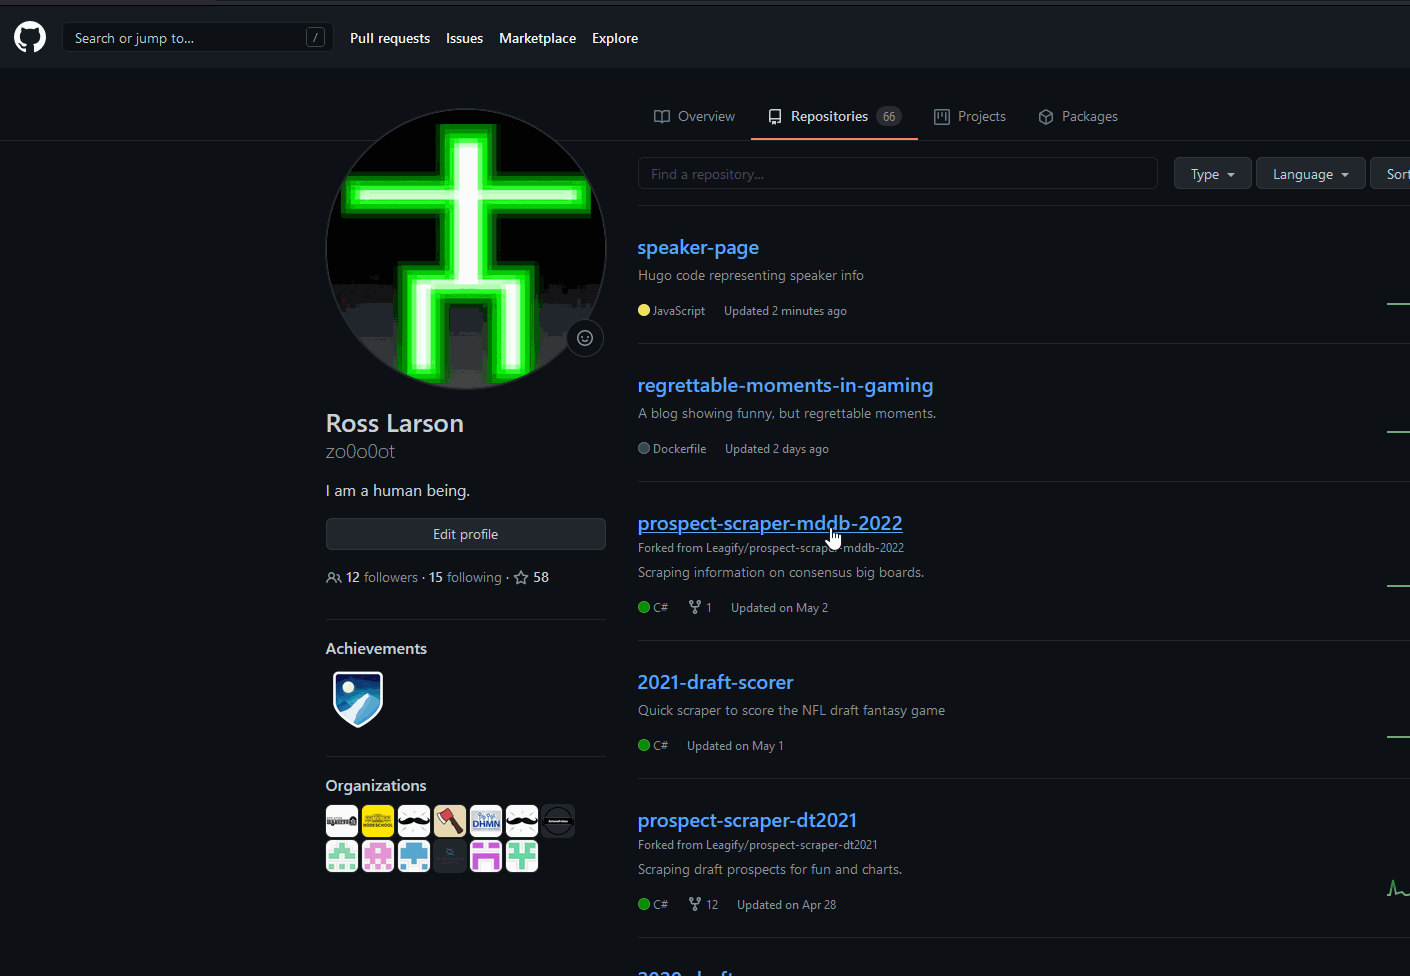 Search or jump to...
/
Pull requests
Issues
Marketplace
Explore
Overview
Repositories 66
Projects
Packages
Find a repository...
Type
Language
Sort
Ross Larson
zo0o0ot
I am a human being.
Edit profile
12 followers · 15 following · 58
Achievements
Organizations
DHMN
speaker-page
Hugo code representing speaker info
JavaScript Updated 2 minutes ago
regrettable-moments-in-gaming
A blog showing funny, but regrettable moments.
Dockerfile Updated 2 days ago
prospect-scraper-mddb-2022
Forked from Leagify/prospect-scraper-mddb-2022
Scraping information on consensus big boards.
C# 1 Updated on May 2
2021-draft-scorer
Quick scraper to score the NFL draft fantasy game
C# Updated on May 1
prospect-scraper-dt2021
Forked from Leagify/prospect-scraper-dt2021
Scraping draft prospects for fun and charts.
C# 12 Updated on Apr 28